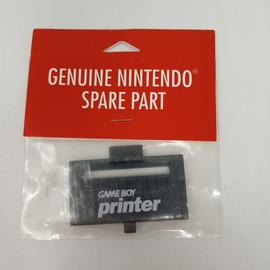 GENUINE NINTENDO®
SPARE PART
GAME BOY
printer